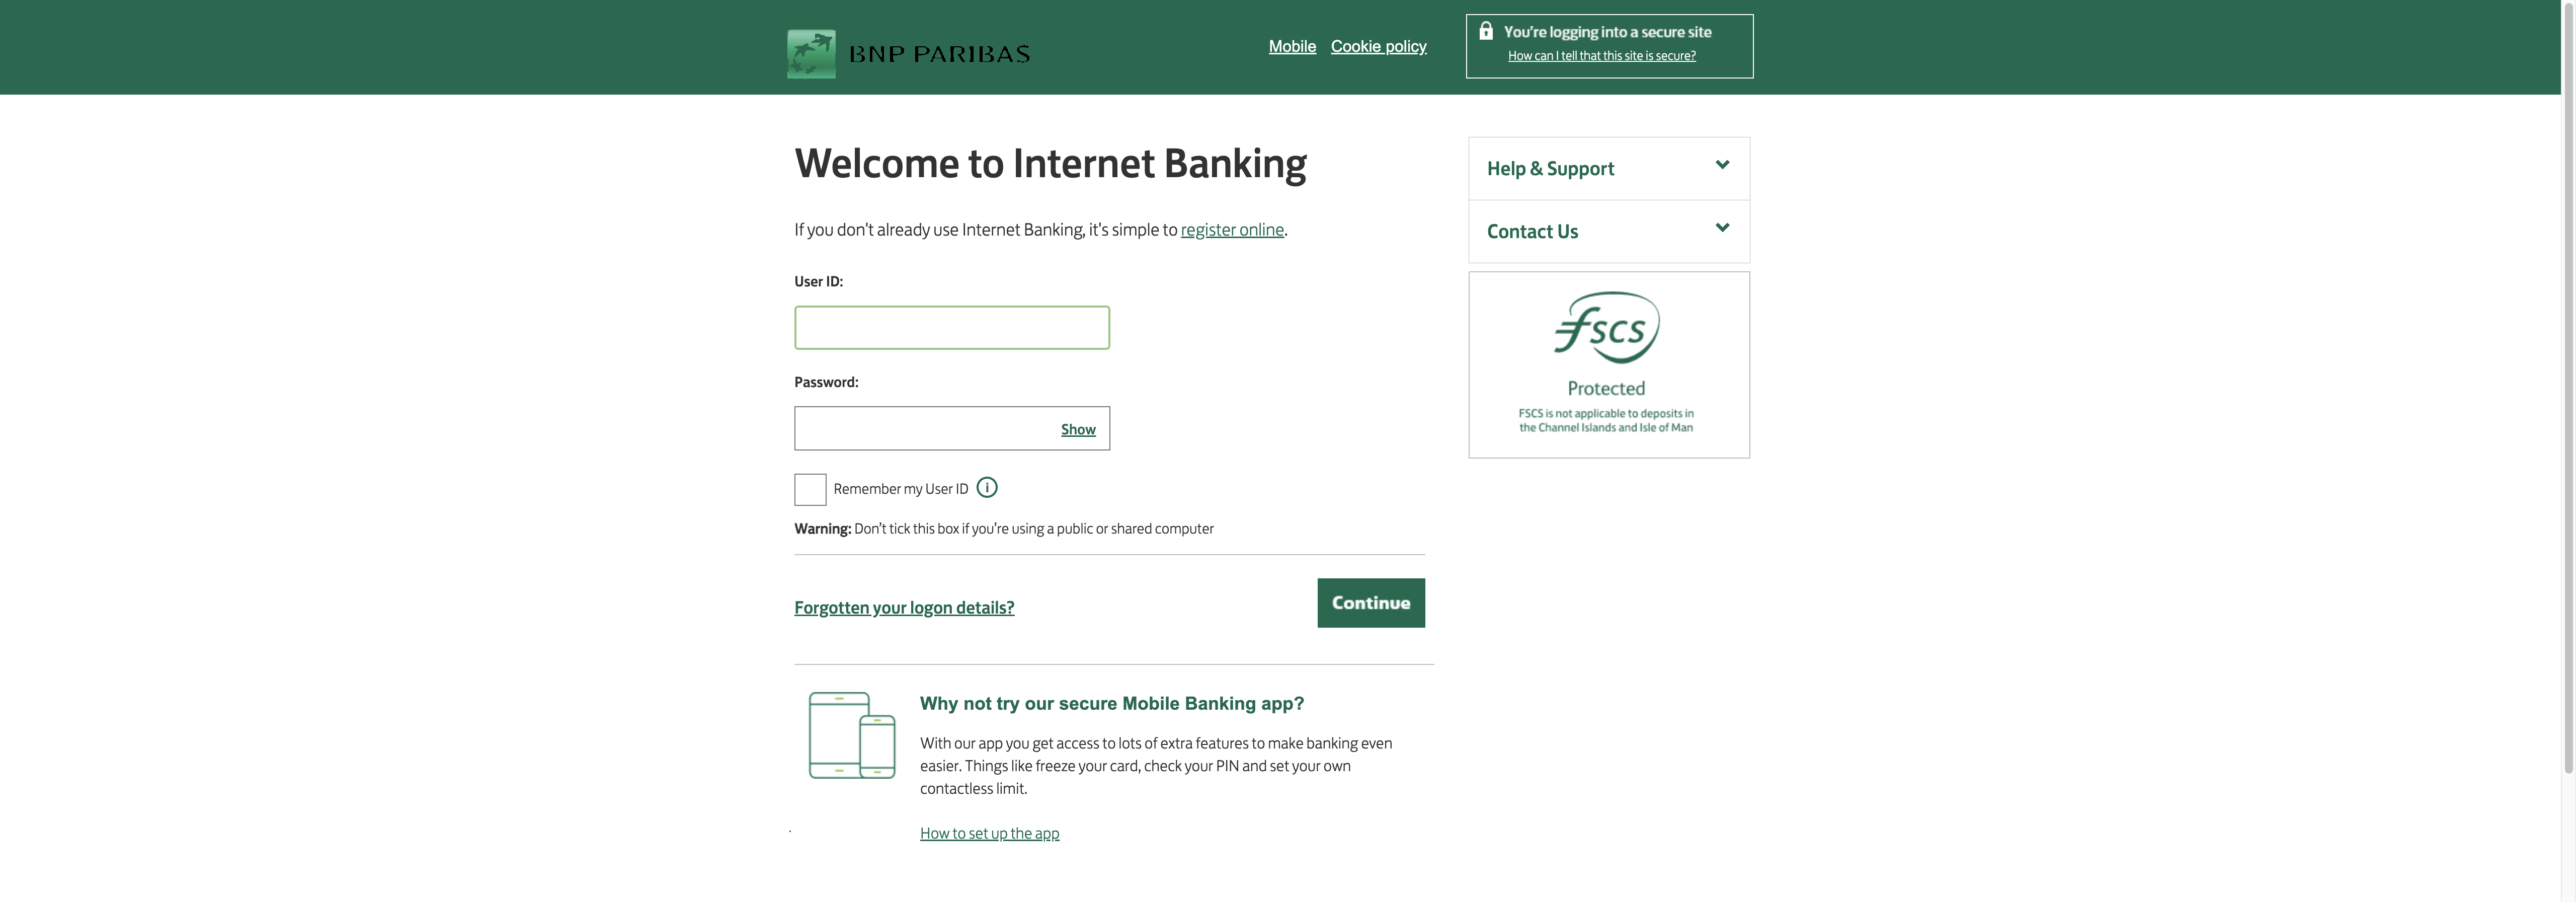 BNP PARIBAS
Mobile Cookie policy
You're logging into a secure site
How can I tell that this site is secure?
Welcome to Internet Banking
If you don't already use Internet Banking, it's simple to register online.
User ID:
Password:
Show
Remember my User ID i
Warning: Don't tick this box if you're using a public or shared computer
Forgotten your logon details?
Continue
Why not try our secure Mobile Banking app?
With our app you get access to lots of extra features to make banking even
easier. Things like freeze your card, check your PIN and set your own
contactless limit.
How to set up the app
Help & Support
Contact Us
fscs
Protected
FSCS is not applicable to deposits in
the Channel Islands and Isle of Man